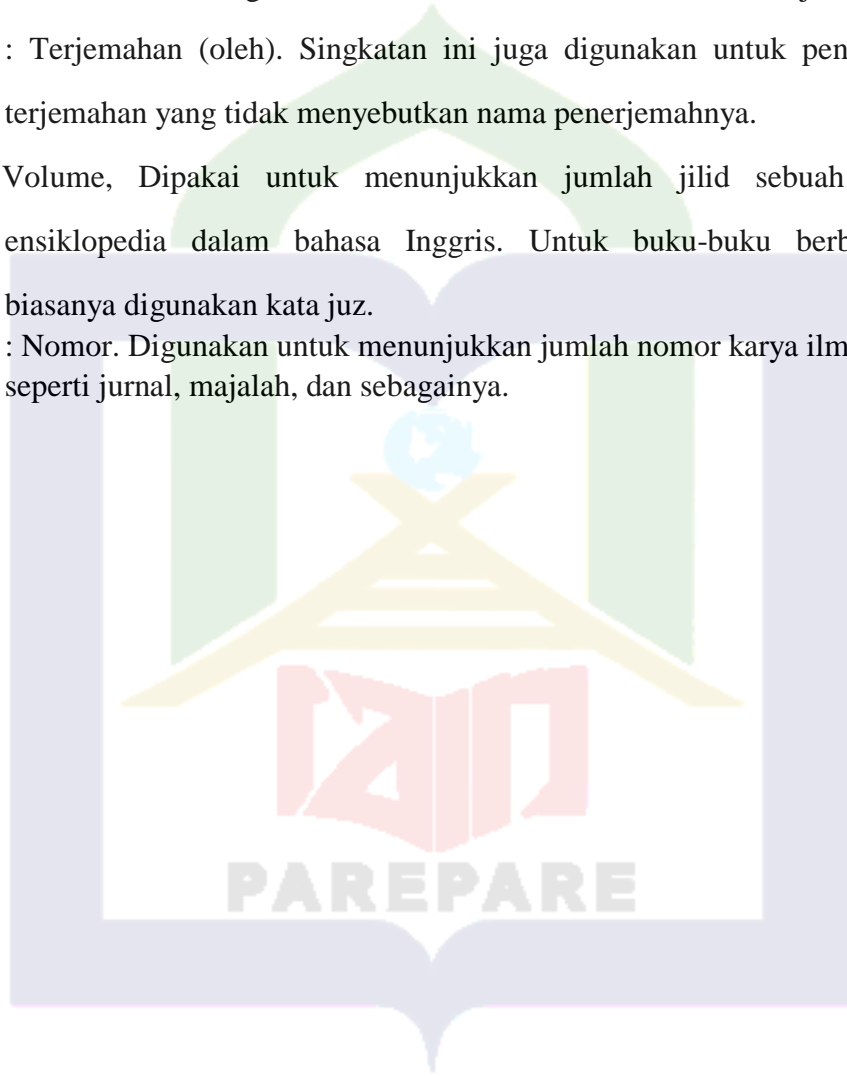 : Terjemahan (oleh). Singkatan ini juga digunakan untuk pen
terjemahan yang tidak menyebutkan nama penerjemahnya.
Volume, Dipakai untuk menunjukkan jumlah jilid sebuah
ensiklopedia dalam bahasa Inggris. Untuk buku-buku berb
biasanya digunakan kata juz.
: Nomor. Digunakan untuk menunjukkan jumlah nomor karya ilm
seperti jurnal, majalah, dan sebagainya.
iain
PAREPARE